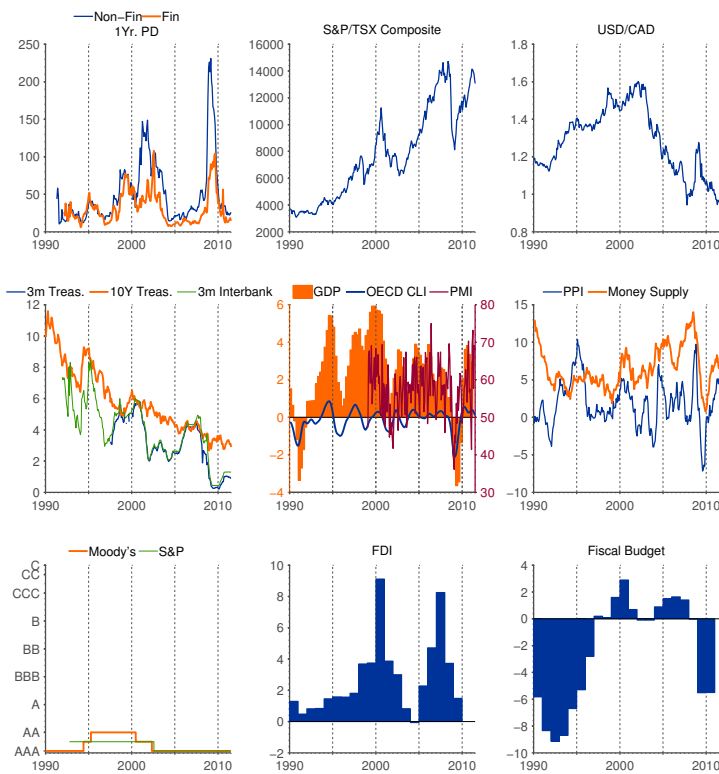 Non-Fin Fin
1Yr. PD
250
200
150
100
50
0
1990 2000 2010
S&P/TSX Composite
16000
14000
12000
10000
8000
6000
4000
2000
1990 2000 2010
USD/CAD
1.8
1.6
1.4
1.2
1
0.8
1990 2000 2010
3m Treas. 10Y Treas. 3m Interbank
12
10
8
6
4
2
0
1990 2000 2010
GDP OECD CLI PMI
6 80
4 70
2 60
0 50
−2 40
−4 30
1990 2000 2010
PPI Money Supply
15
10
5
0
−5
−10
1990 2000 2010
Moody's S&P
C
CC
CCC
B
BB
BBB
A
AA
AAA
1990 2000 2010
FDI
10
8
6
4
2
0
−2
1990 2000 2010
Fiscal Budget
4
2
0
−2
−4
−6
−8
−10
1990 2000 2010